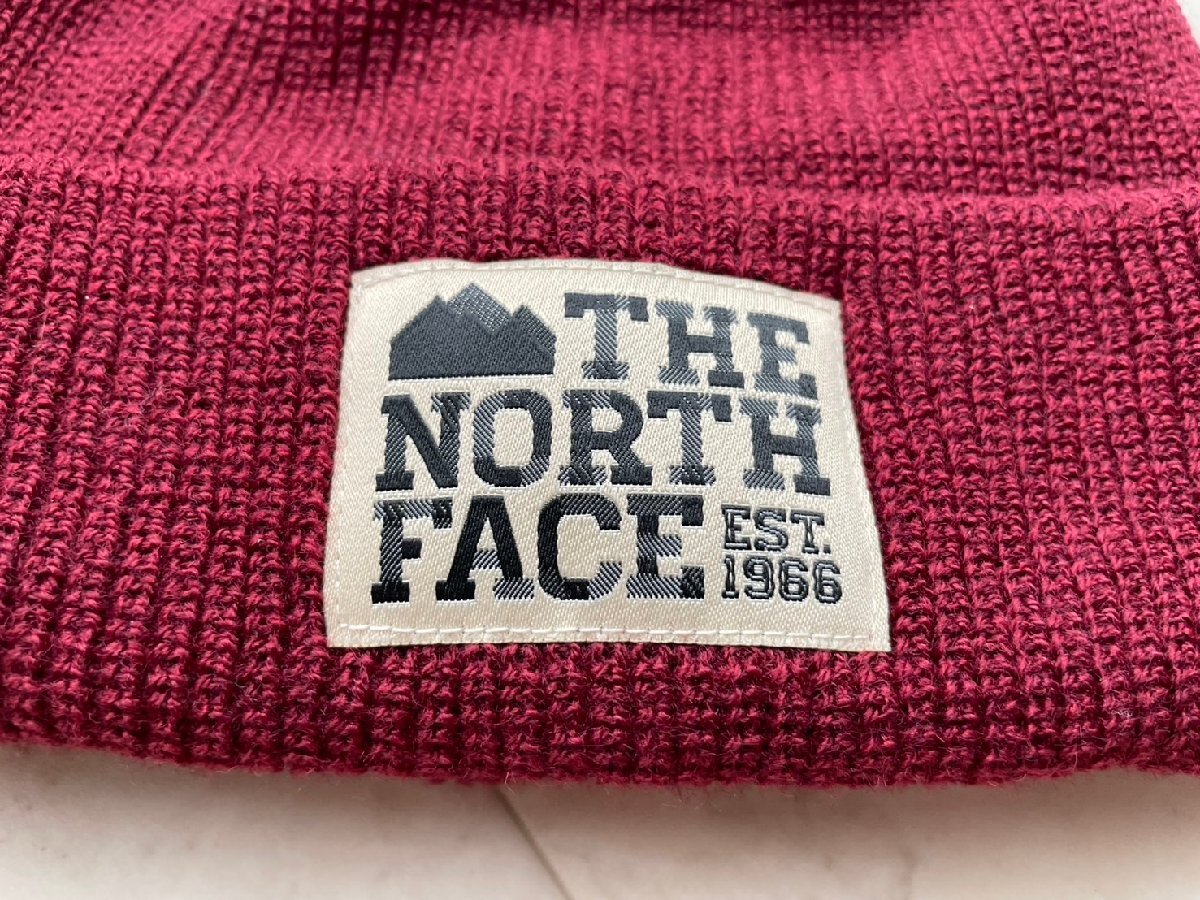 THE
NORTH
FACE EST.
1966